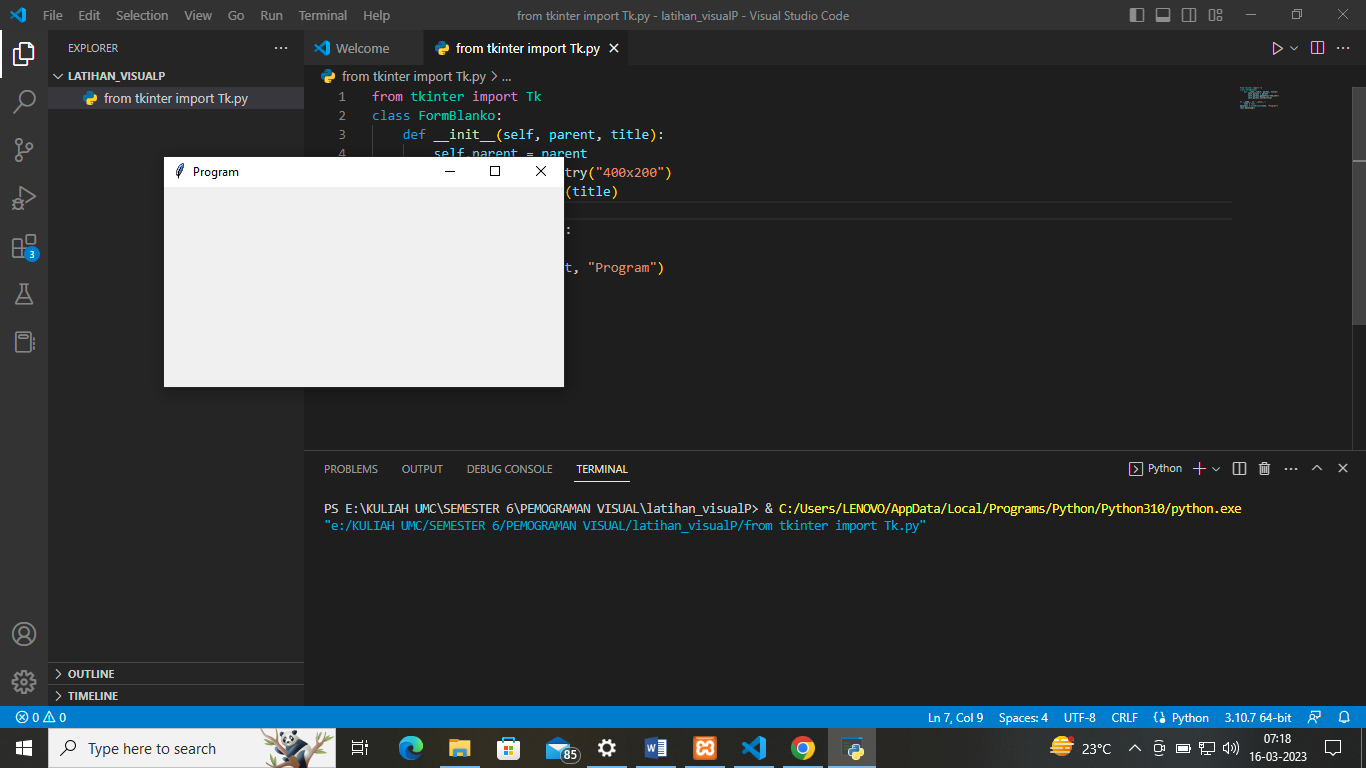 File Edit Selection View Go Run Terminal Help
from tkinter import Tk.py - latihan_visualP - Visual Studio Code
EXPLORER
LATIHAN_VISUALP
from tkinter import Tk.py
Welcome
from tkinter import Tk.py
from tkinter import Tk.py > ...
1 from tkinter import Tk
2 class FormBlanko:
3 def __init__(self, parent, title):
4 self.parent = parent
try("400x200")
(title)
:
t, "Program")
Program
3
PROBLEMS OUTPUT DEBUG CONSOLE TERMINAL
Python
PS E:\KULIAH UMC\SEMESTER 6\PEMOGRAMAN VISUAL\latihan_visualP> & C:/Users/LENOVO/AppData/Local/Programs/Python/Python310/python.exe
"e:/KULIAH UMC/SEMESTER 6/PEMOGRAMAN VISUAL/latihan_visualP/from tkinter import Tk.py"
OUTLINE
TIMELINE
0 0
Ln 7, Col 9 Spaces: 4 UTF-8 CRLF Python 3.10.7 64-bit
Type here to search
85
23°C
07:18
16-03-2023